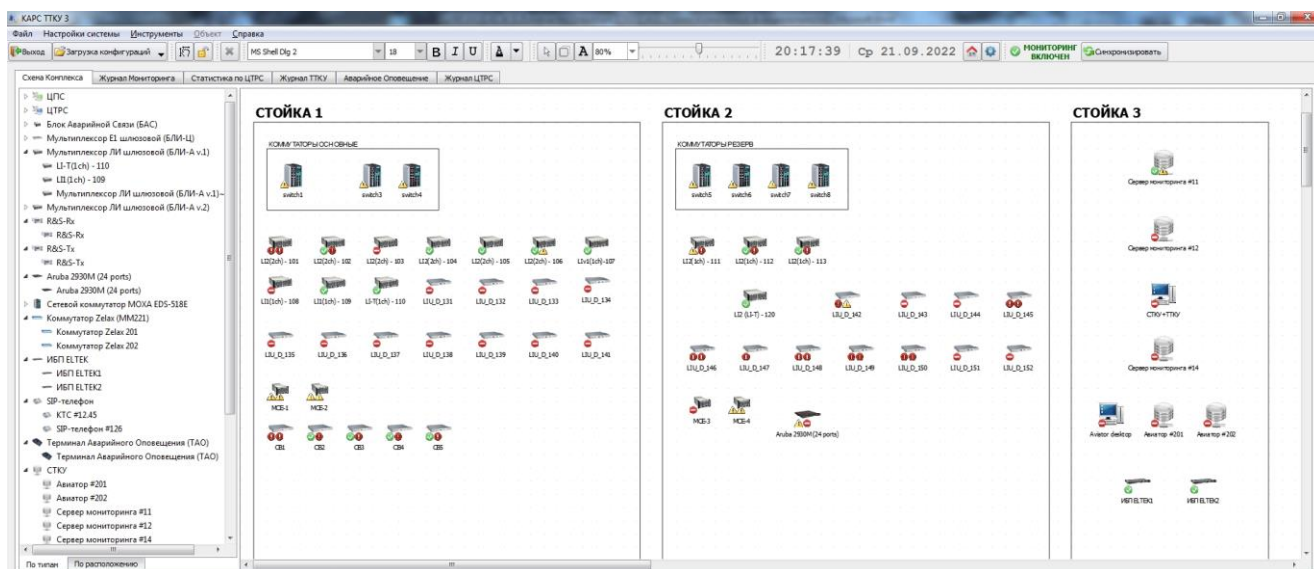 КАРС ТТКУ 3
Файл Настройки системы Инструменты Объект Справка
Выход Загрузка конфигураций MS Shell Dlg 2 18 B I U A 80% 20:17:39 Ср 21.09.2022 МОНИТОРИНГ ВКЛЮЧЕН Синхронизировать
Схема Комплекса Журнал Мониторинга Статистика по ЦТРС Журнал ТТКУ Аварийное Оповещение Журнал ЦТРС
ЦПС
ЦТРС
Блок Аварийной Связи (БАС)
Мультиплексор Е1 шлюзовой (БЛИ-Ц)
Мультиплексор ЛИ шлюзовой (БЛИ-А v.1)
LI-T(1ch) - 110
LI1(1ch) - 109
Мультиплексор ЛИ шлюзовой (БЛИ-А v.1)—
Мультиплексор ЛИ шлюзовой (БЛИ-А v.2)
R&S-Rx
R&S-Rx
R&S-Tx
R&S-Tx
Aruba 2930M (24 ports)
Aruba 2930M (24 ports)
Сетевой коммутатор MOXA EDS-518E
Коммутатор Zelax (MM221)
Коммутатор Zelax 201
Коммутатор Zelax 202
ИБП ELTEK
ИБП ELTEK1
ИБП ELTEK2
SIP-телефон
КТС #12.45
SIP-телефон #126
Терминал Аварийного Оповещения (ТАО)
Терминал Аварийного Оповещения (ТАО)
СТКУ
Авиатор #201
Авиатор #202
Сервер мониторинга #11
Сервер мониторинга #12
Сервер мониторинга #14
По типам По расположению
СТОЙКА 1
КОММУТАТОРЫ ОСНОВНЫЕ
switch1 switch3 switch4
LI2(2ch) - 101 LI2(2ch) - 102 LI2(2ch) - 103 LI2(2ch) - 104 LI2(2ch) - 105 LI2(2ch) - 106 LIv1(1ch)-107
LI1(1ch) - 108 LI1(1ch) - 109 LI-T(1ch) - 110 LIU_D_131 LIU_D_132 LIU_D_133 LIU_D_134
LIU_D_135 LIU_D_136 LIU_D_137 LIU_D_138 LIU_D_139 LIU_D_140 LIU_D_141
МСБ-1 МСБ-2
СВ1 СВ2 СВ3 СВ4 СВ5
СТОЙКА 2
КОММУТАТОРЫ РЕЗЕРВ
switch5 switch6 switch7 switch8
LI2(1ch) - 111 LI2(1ch) - 112 LI2(1ch) - 113
LI2 (LI-T) - 120 LIU_D_142 LIU_D_143 LIU_D_144 LIU_D_145
LIU_D_146 LIU_D_147 LIU_D_148 LIU_D_149 LIU_D_150 LIU_D_151 LIU_D_152
МСБ-3 МСБ-4 Aruba 2930M(24 ports)
СТОЙКА 3
Сервер мониторинга #11
Сервер мониторинга #12
СТКУ+ТТКУ
Сервер мониторинга #14
Aviator desktop Авиатор #201 Авиатор #202
ИБП ELTEK1 ИБП ELTEK2